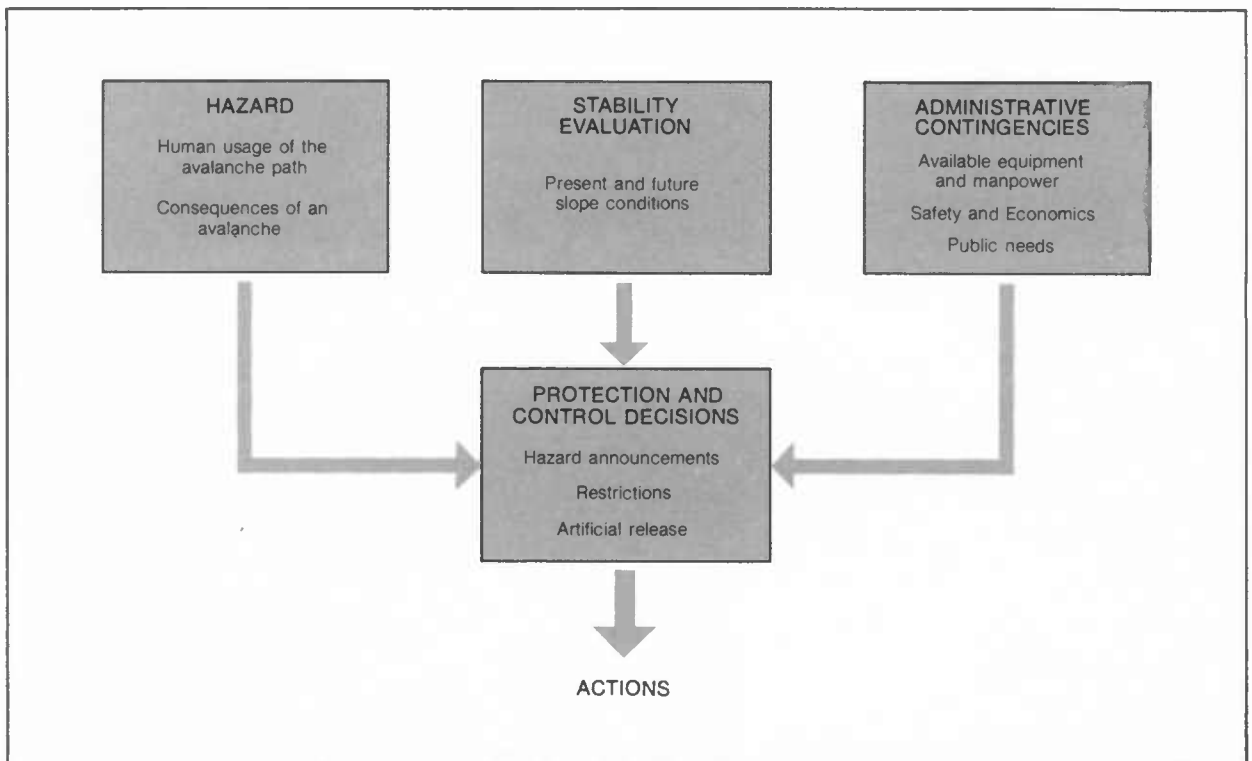 HAZARD
Human usage of the
avalanche path
Consequences of an
avalanche
STABILITY
EVALUATION
Present and future
slope conditions
ADMINISTRATIVE
CONTINGENCIES
Available equipment
and manpower
Safety and Economics
Public needs
PROTECTION AND
CONTROL DECISIONS
Hazard announcements
Restrictions
Artificial release
ACTIONS